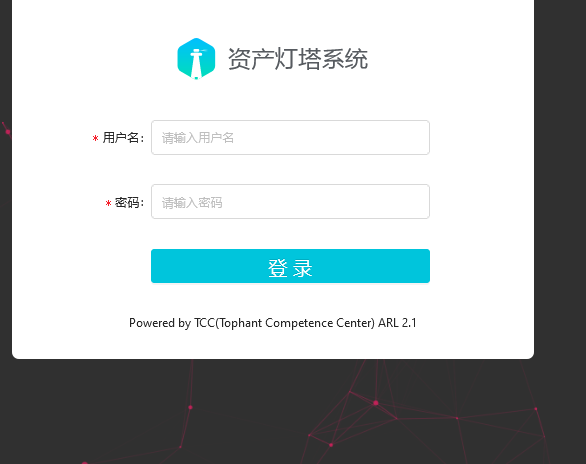 资产灯塔系统
* 用户名: 请输入用户名
* 密码: 请输入密码
登 录
Powered by TCC(Tophant Competence Center) ARL 2.1